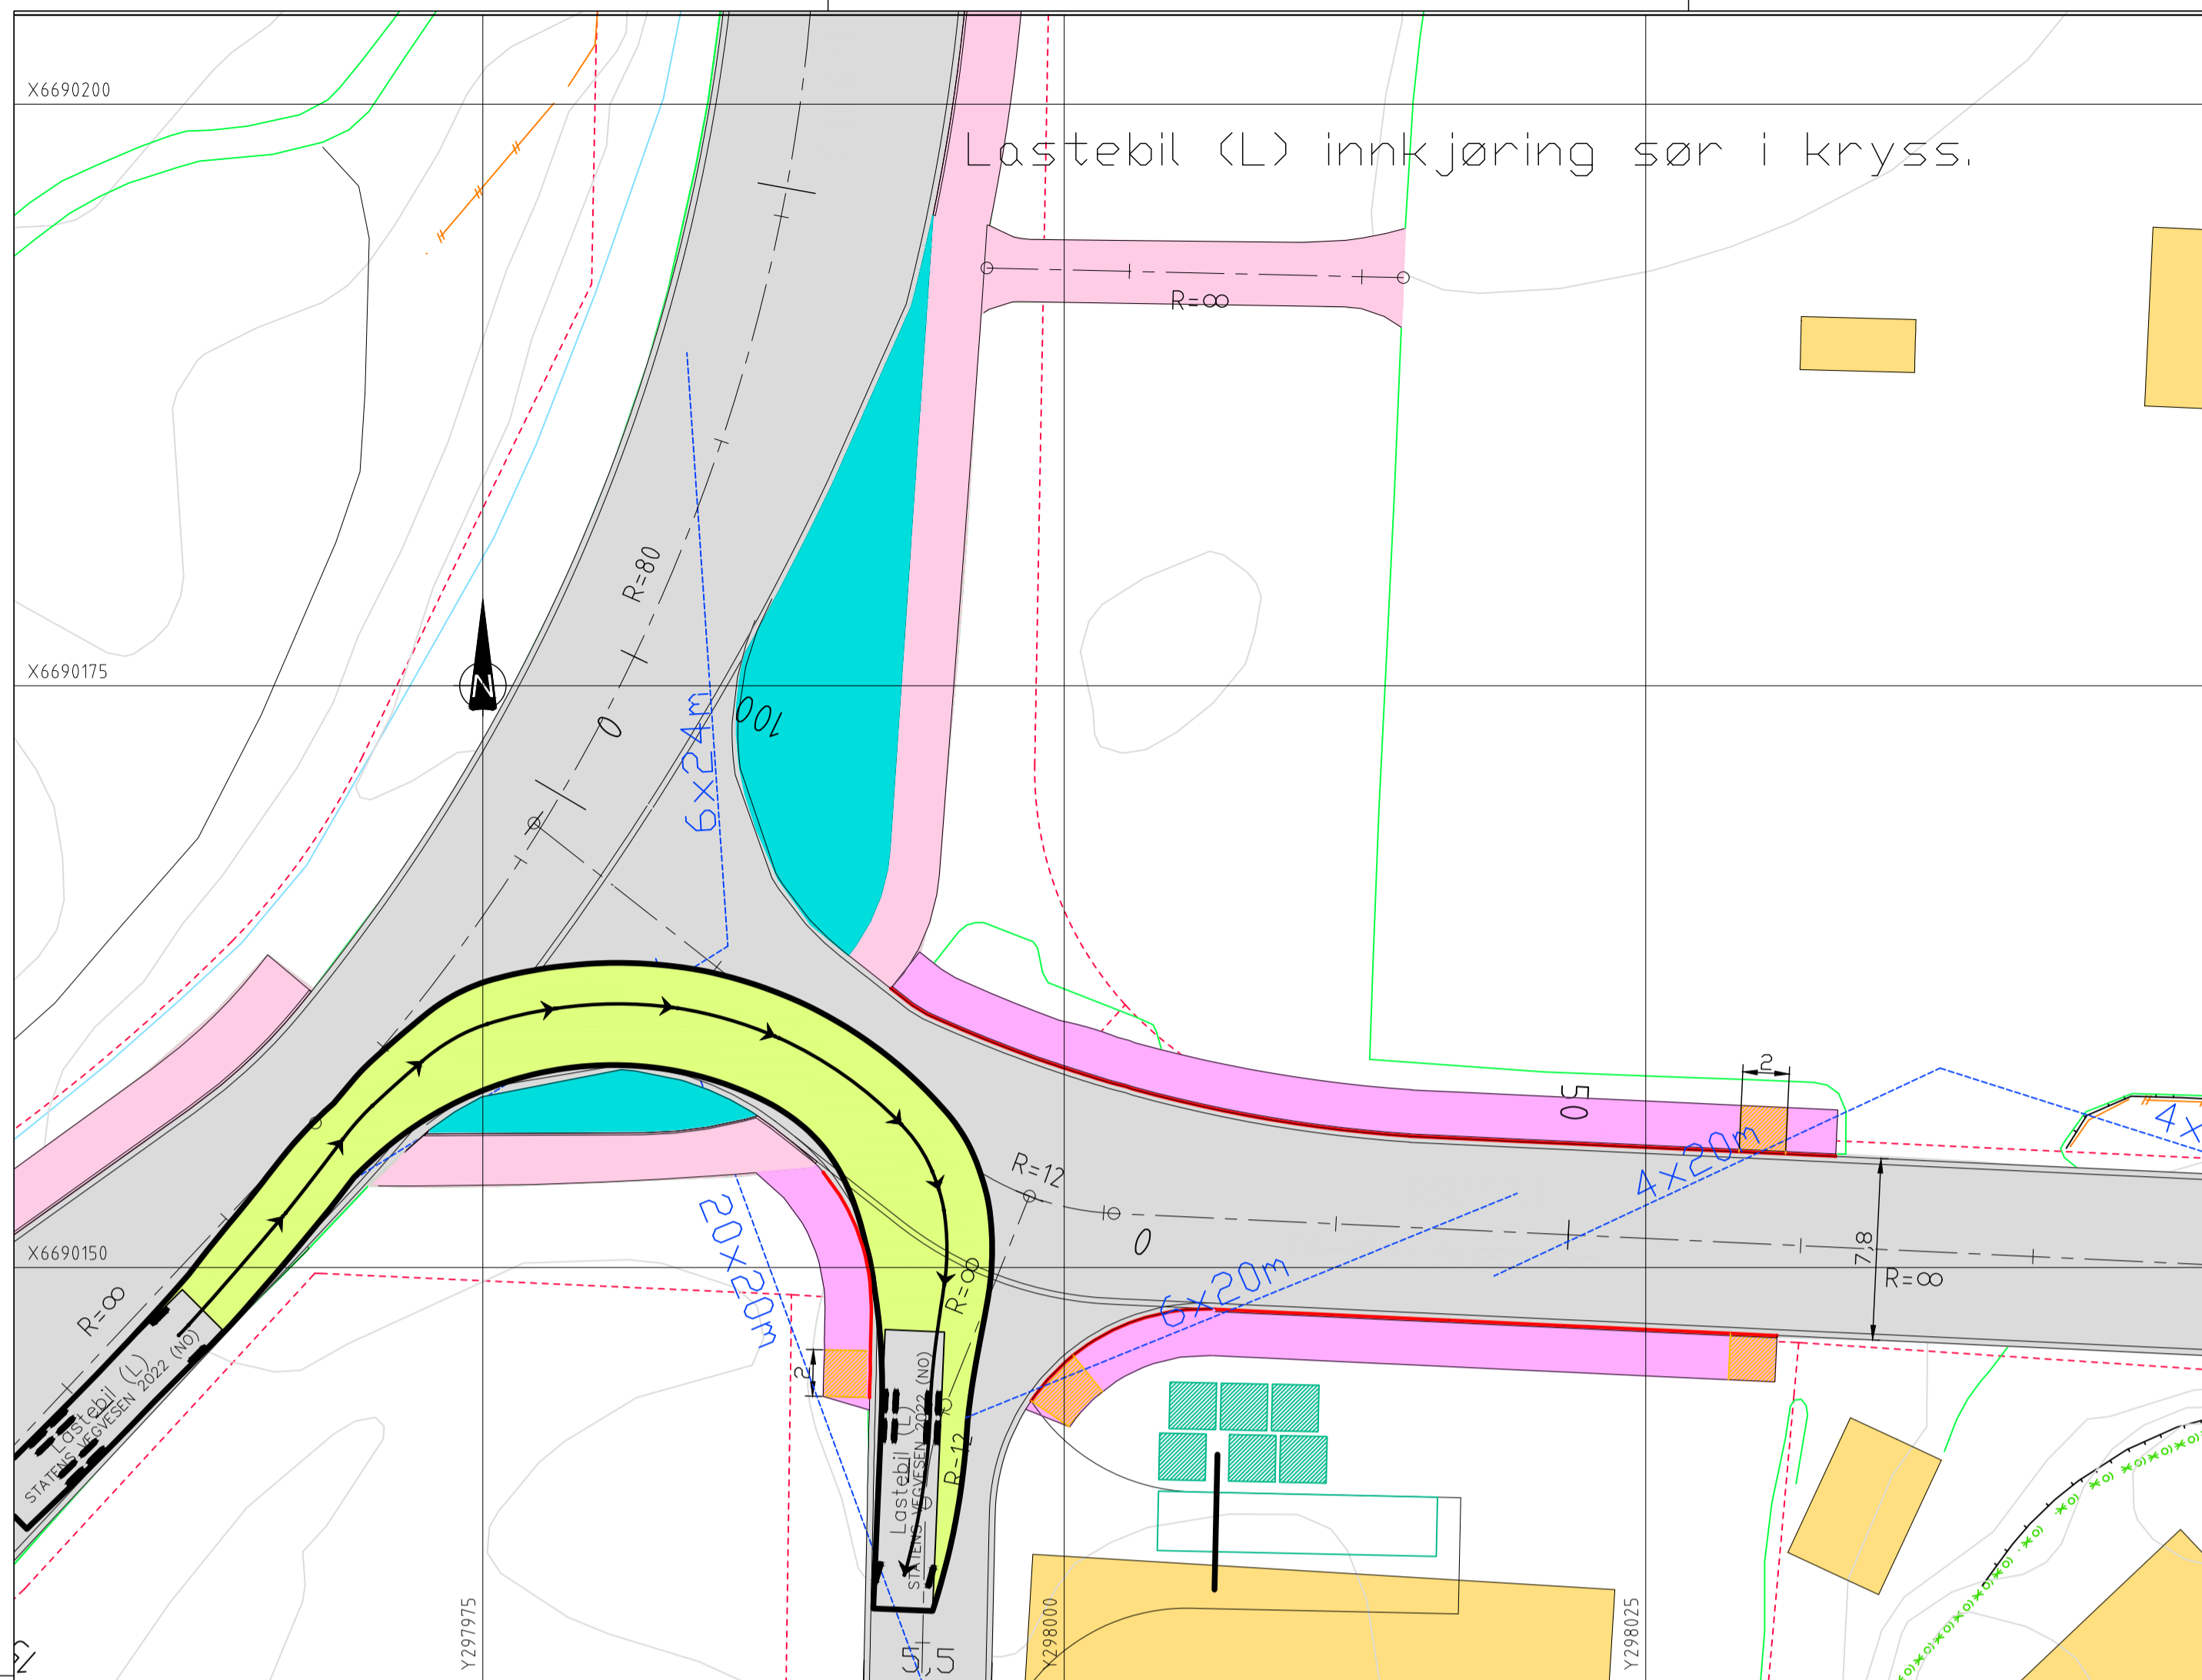 X6690200
Lastebil (L) innkjøring sør i kryss.
R=∞
R=80
X6690175
N
0
100
6x24m
2
50
4x
4x20m
R=12
0
7,8
X6690150
R=∞
20x20m
6x20m
R=∞
R=∞
2
Lastebil (L)
STATENS VEGVESEN 2022 (NO)
Lastebil (L)
STATENS VEGVESEN 2022 (NO)
R=12
Y297975
Y298000
Y298025
5,5